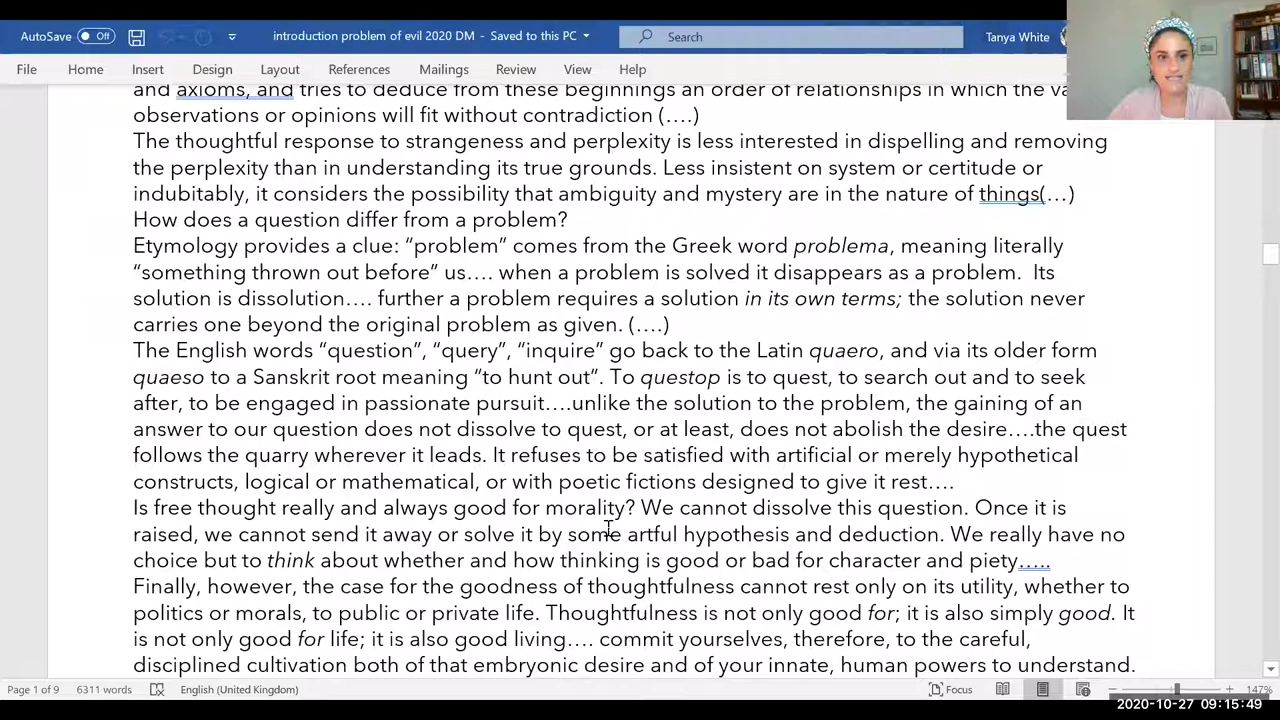 AutoSave Off introduction problem of evil 2020 DM - Saved to this PC Search Tanya White
File Home Insert Design Layout References Mailings Review View Help
and axioms, and tries to deduce from these beginnings an order of relationships in which the
observations or opinions will fit without contradiction (….)
The thoughtful response to strangeness and perplexity is less interested in dispelling and removing
the perplexity than in understanding its true grounds. Less insistent on system or certitude or
indubitably, it considers the possibility that ambiguity and mystery are in the nature of things(…)
How does a question differ from a problem?
Etymology provides a clue: “problem” comes from the Greek word problema, meaning literally
“something thrown out before” us…. when a problem is solved it disappears as a problem. Its
solution is dissolution…. further a problem requires a solution in its own terms; the solution never
carries one beyond the original problem as given. (….)
The English words “question”, “query”, “inquire” go back to the Latin quaero, and via its older form
quaeso to a Sanskrit root meaning “to hunt out”. To questop is to quest, to search out and to seek
after, to be engaged in passionate pursuit….unlike the solution to the problem, the gaining of an
answer to our question does not dissolve to quest, or at least, does not abolish the desire….the quest
follows the quarry wherever it leads. It refuses to be satisfied with artificial or merely hypothetical
constructs, logical or mathematical, or with poetic fictions designed to give it rest….
Is free thought really and always good for morality? We cannot dissolve this question. Once it is
raised, we cannot send it away or solve it by some artful hypothesis and deduction. We really have no
choice but to think about whether and how thinking is good or bad for character and piety…..
Finally, however, the case for the goodness of thoughtfulness cannot rest only on its utility, whether to
politics or morals, to public or private life. Thoughtfulness is not only good for; it is also simply good. It
is not only good for life; it is also good living…. commit yourselves, therefore, to the careful,
disciplined cultivation both of that embryonic desire and of your innate, human powers to understand.
Page 1 of 9 6311 words English (United Kingdom) Focus 147%
2020-10-27 09:15:49